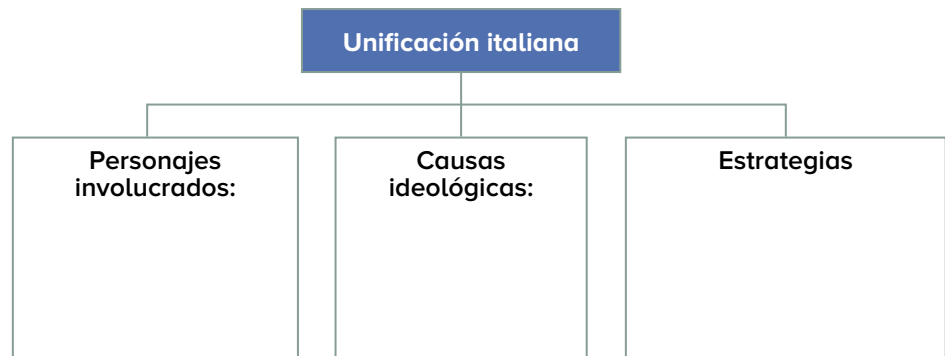 Unificación italiana
Personajes
involucrados:
Causas
ideológicas:
Estrategias